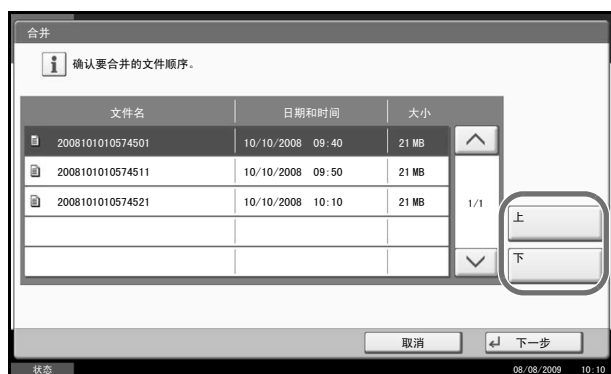 合并
i 确认要合并的文件顺序。
文件名 日期和时间 大小
2008101010574501 10/10/2008 09:40 21 MB
2008101010574511 10/10/2008 09:50 21 MB
2008101010574521 10/10/2008 10:10 21 MB
1/1
上
下
取消 下一步
状态 08/08/2009 10:10